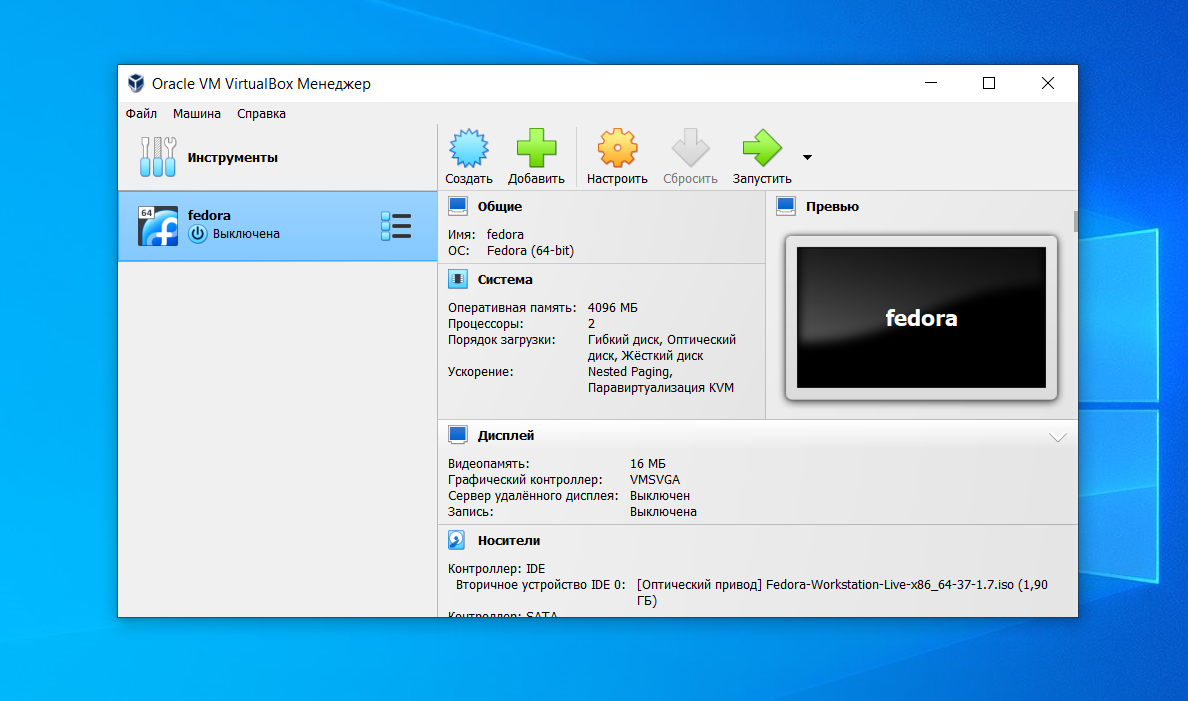 Oracle VM VirtualBox Менеджер
Файл Машина Справка
Инструменты
Создать Добавить Настроить Сбросить Запустить
64
fedora
Выключена
Общие
Имя: fedora
ОС: Fedora (64-bit)
Превью
fedora
Система
Оперативная память: 4096 МБ
Процессоры: 2
Порядок загрузки: Гибкий диск, Оптический
диск, Жёсткий диск
Ускорение: Nested Paging,
Паравиртуализация KVM
Дисплей
Видеопамять: 16 МБ
Графический контроллер: VMSVGA
Сервер удалённого дисплея: Выключен
Запись: Выключена
Носители
Контроллер: IDE
Вторичное устройство IDE 0: [Оптический привод] Fedora-Workstation-Live-x86_64-37-1.7.iso (1,90
ГБ)
Контроллер: SATA